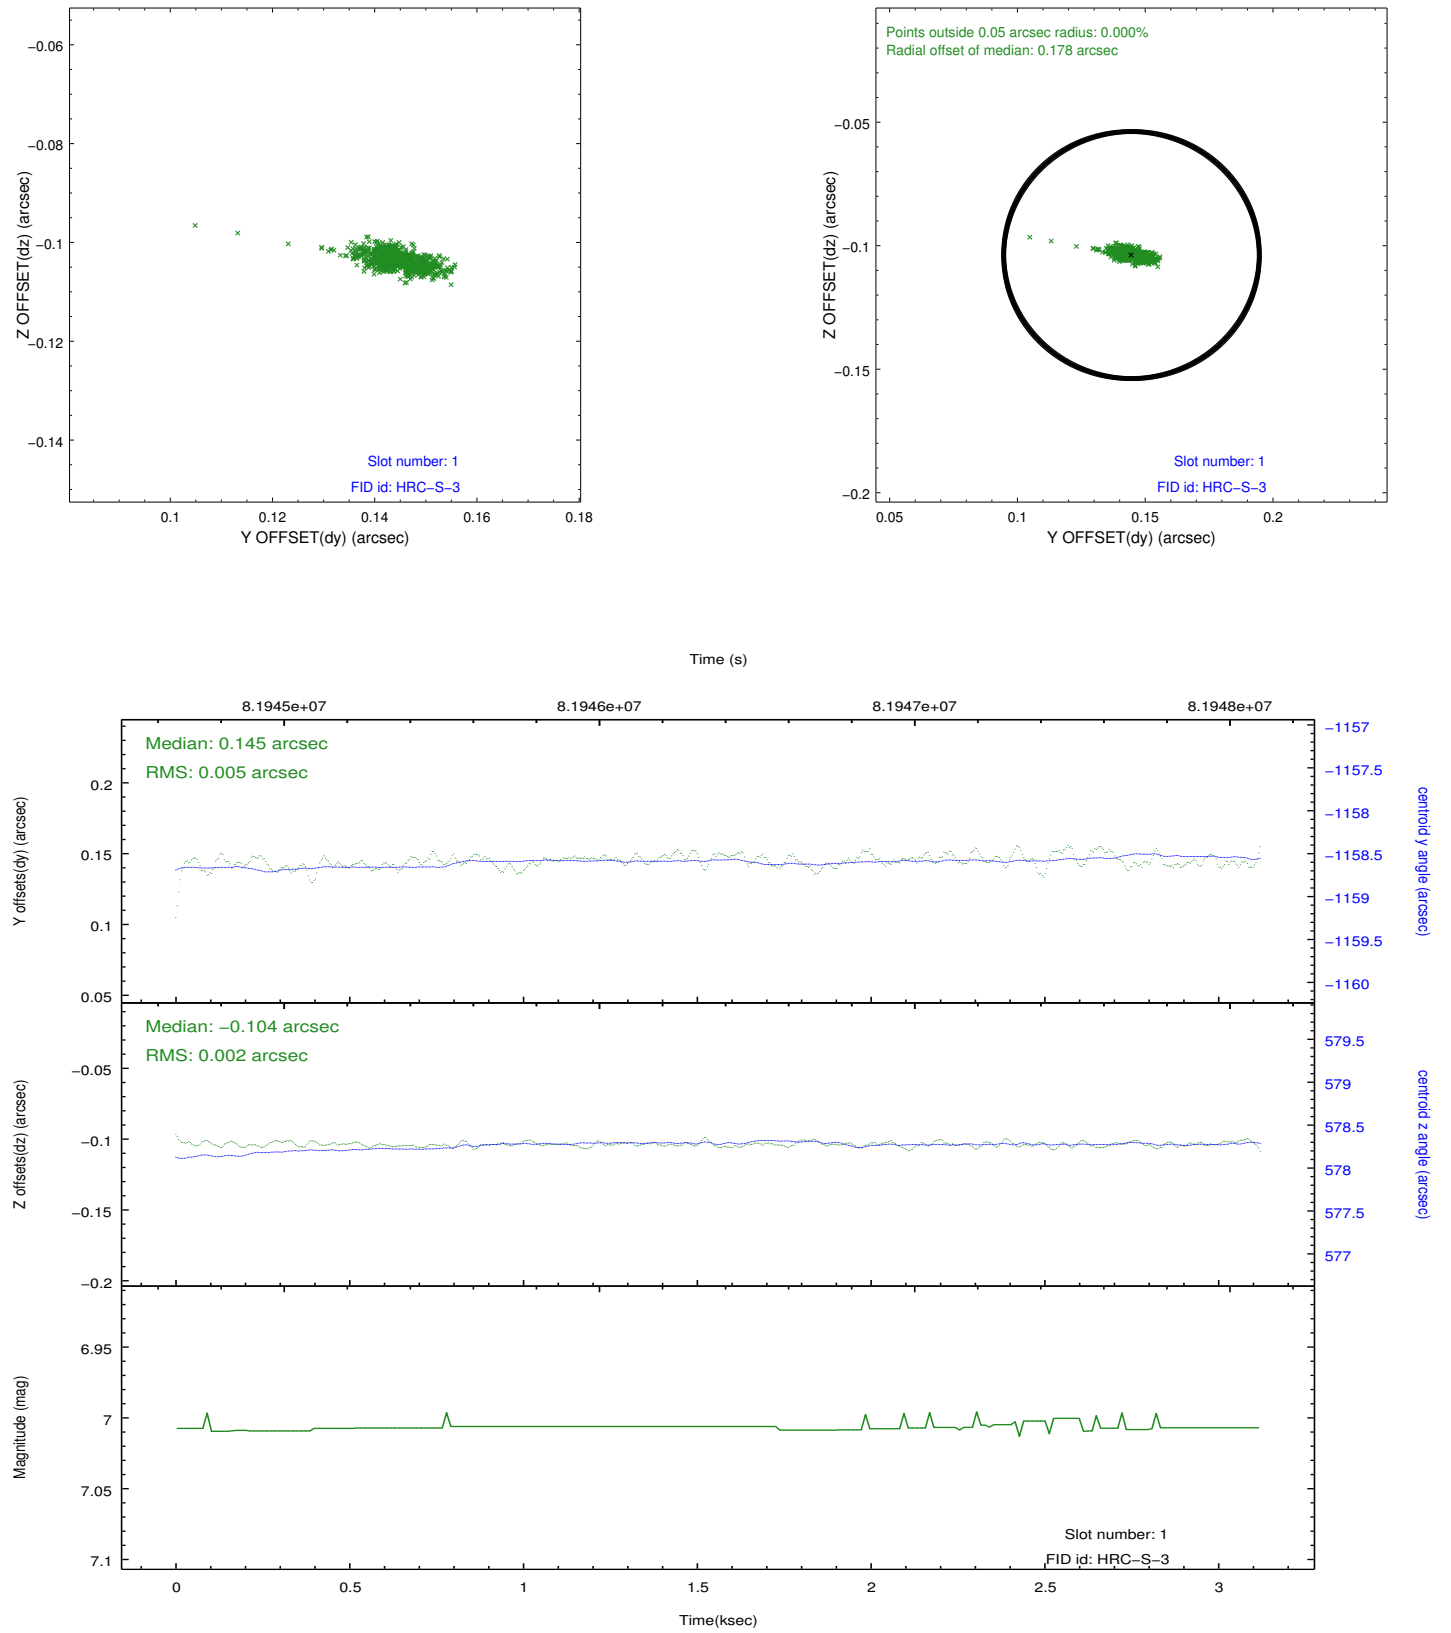 −0.06
−0.08
−0.1
−0.12
−0.14
Z OFFSET(dz) (arcsec)
Slot number: 1
FID id: HRC−S−3
0.1 0.12 0.14 0.16 0.18
Y OFFSET(dy) (arcsec)
Points outside 0.05 arcsec radius: 0.000%
Radial offset of median: 0.178 arcsec
−0.05
−0.1
−0.15
−0.2
Z OFFSET(dz) (arcsec)
Slot number: 1
FID id: HRC−S−3
0.05 0.1 0.15 0.2
Y OFFSET(dy) (arcsec)
Time (s)
8.1945e+07 8.1946e+07 8.1947e+07 8.1948e+07
Median: 0.145 arcsec
RMS: 0.005 arcsec
0.2
0.15
0.1
0.05
Y offsets(dy) (arcsec)
−1157
−1157.5
−1158
−1158.5
−1159
−1159.5
−1160
centroid y angle (arcsec)
Median: −0.104 arcsec
RMS: 0.002 arcsec
−0.05
−0.1
−0.15
−0.2
Z offsets(dz) (arcsec)
579.5
579
578.5
578
577.5
577
centroid z angle (arcsec)
6.95
7
7.05
7.1
Magnitude (mag)
Slot number: 1
FID id: HRC−S−3
0 0.5 1 1.5 2 2.5 3
Time(ksec)